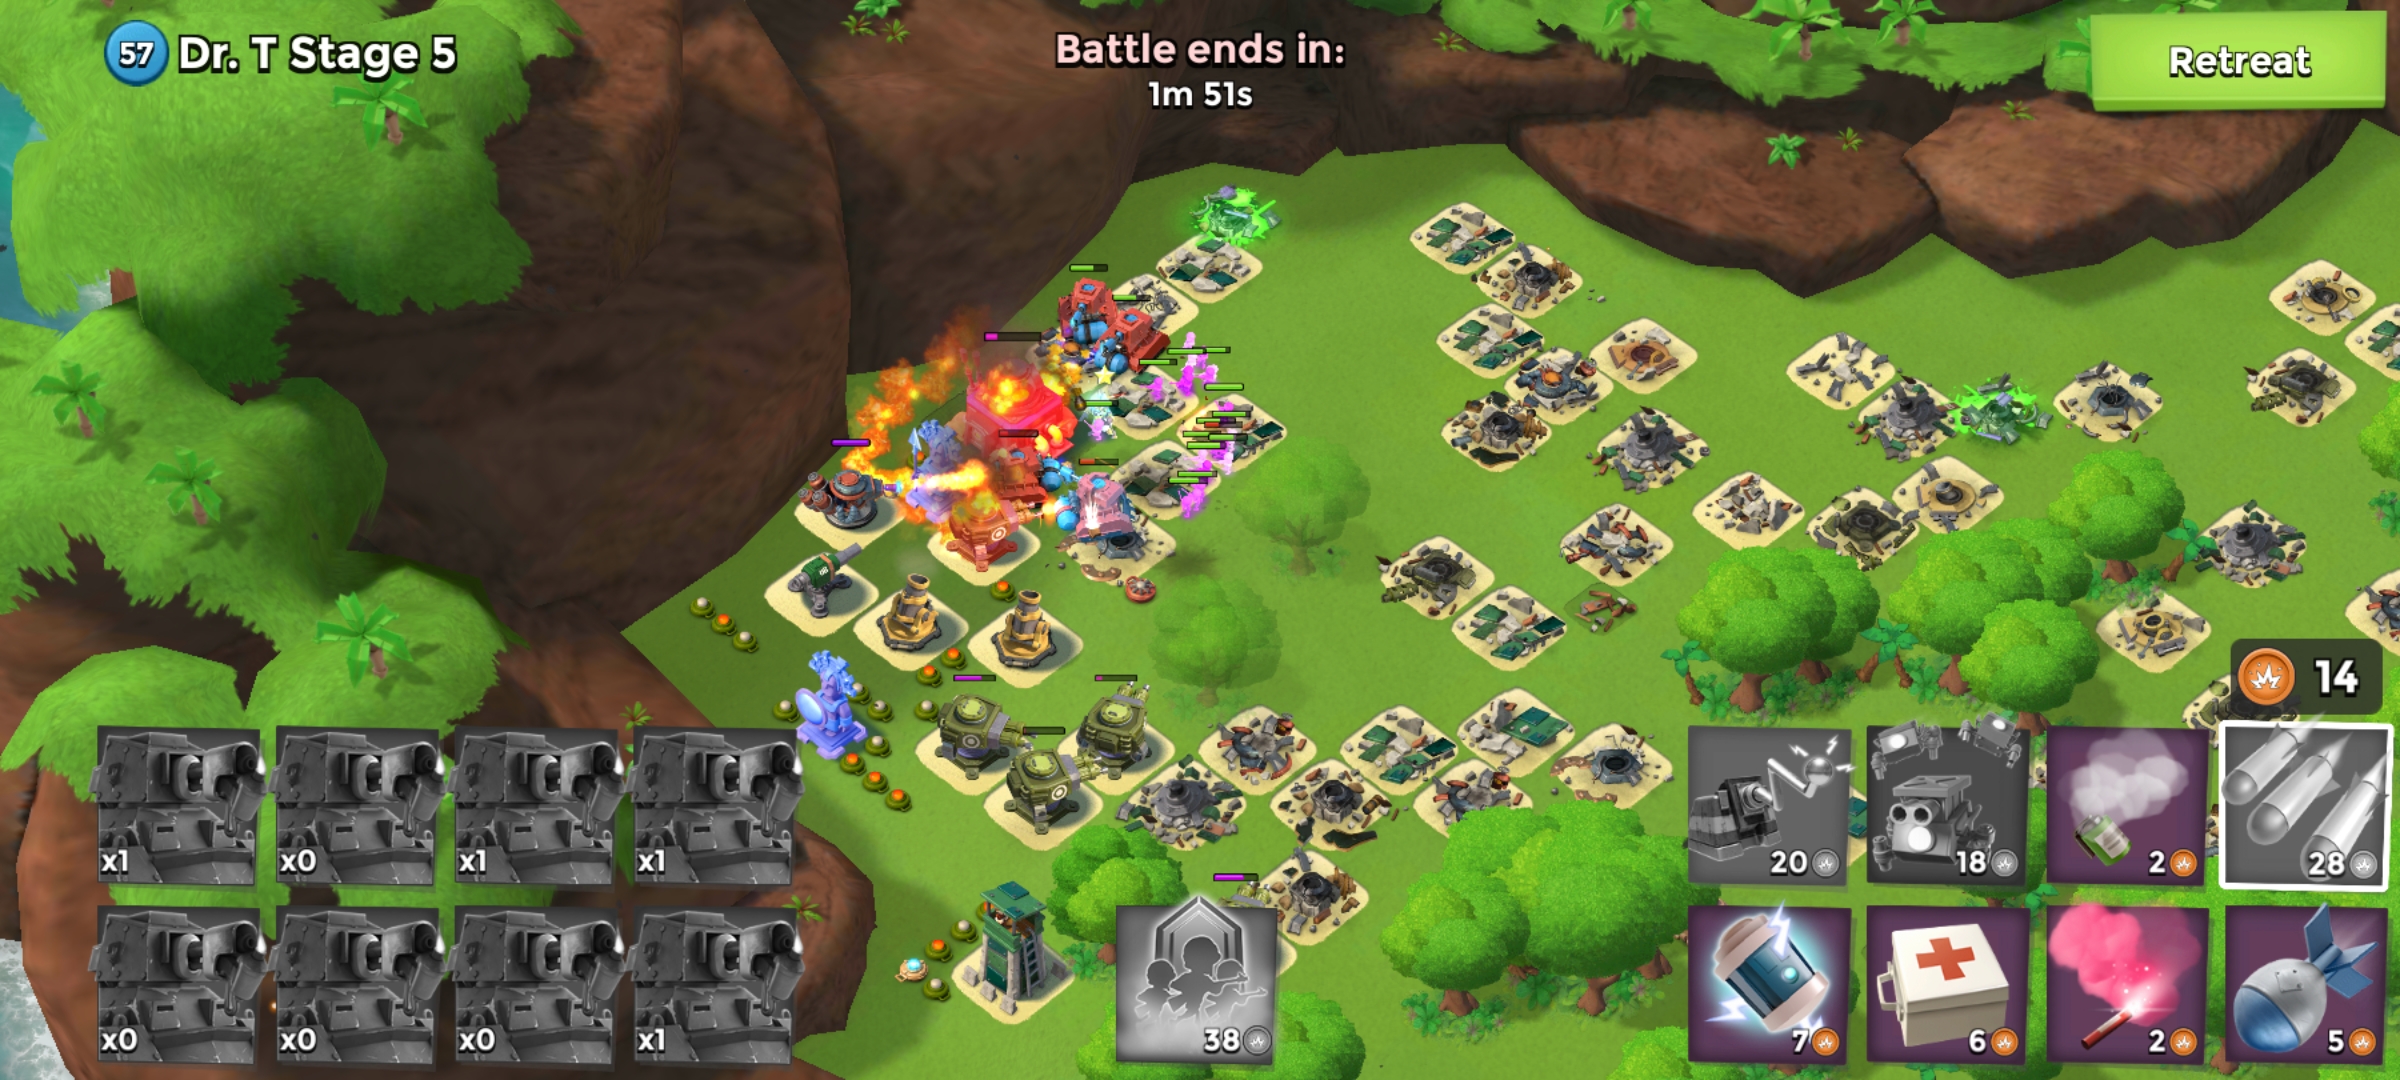 57 Dr. T Stage 5
Battle ends in:
1m 51s
Retreat
14
x1
x0
x1
x1
20
18
2
28
x0
x0
x0
x1
38
7
6
2
5